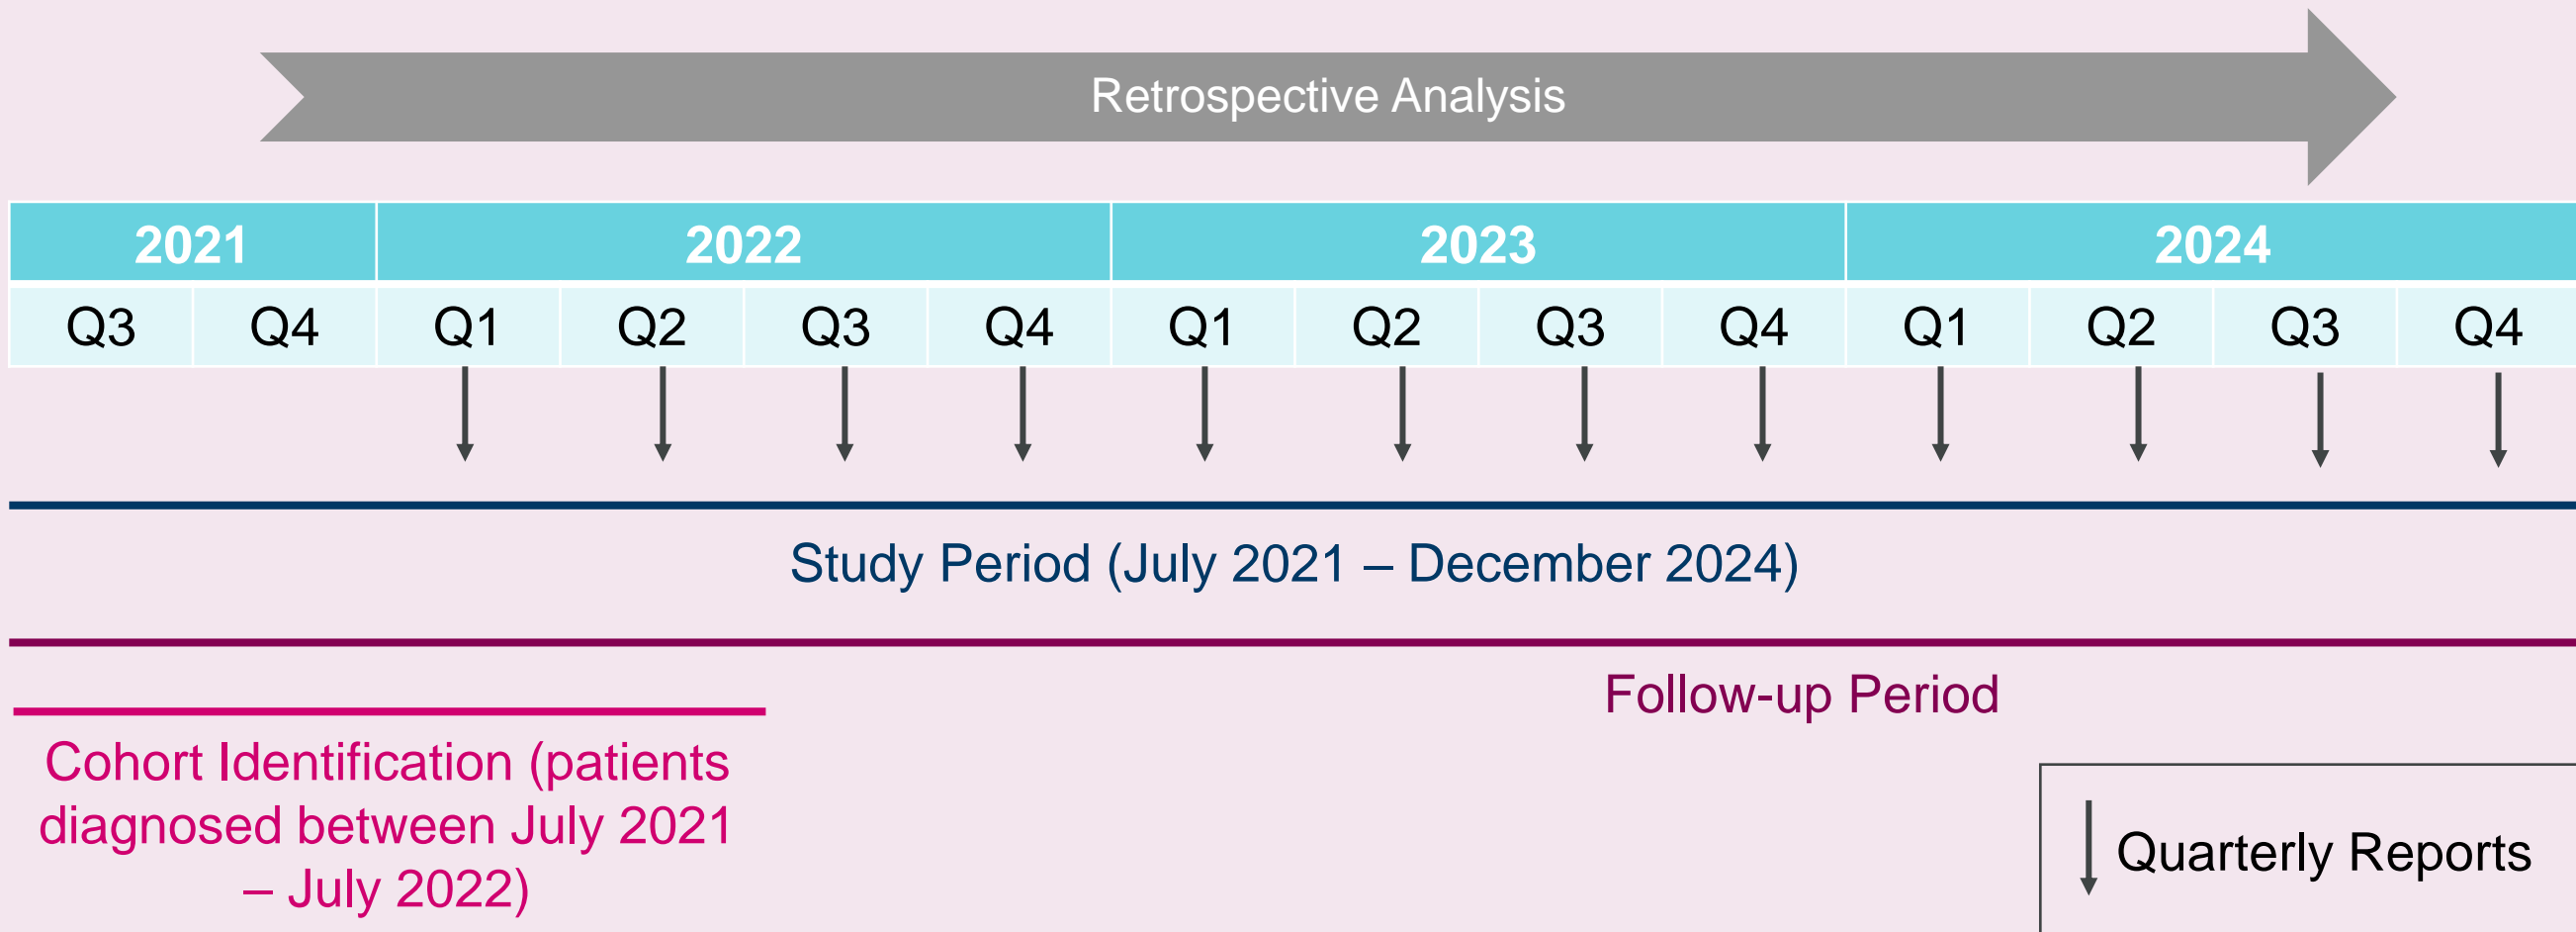 Retrospective Analysis
2021 2022 2023 2024
Q3 Q4 Q1 Q2 Q3 Q4 Q1 Q2 Q3 Q4 Q1 Q2 Q3 Q4
Study Period (July 2021 – December 2024)
Follow-up Period
Cohort Identification (patients
diagnosed between July 2021
– July 2022)
Quarterly Reports